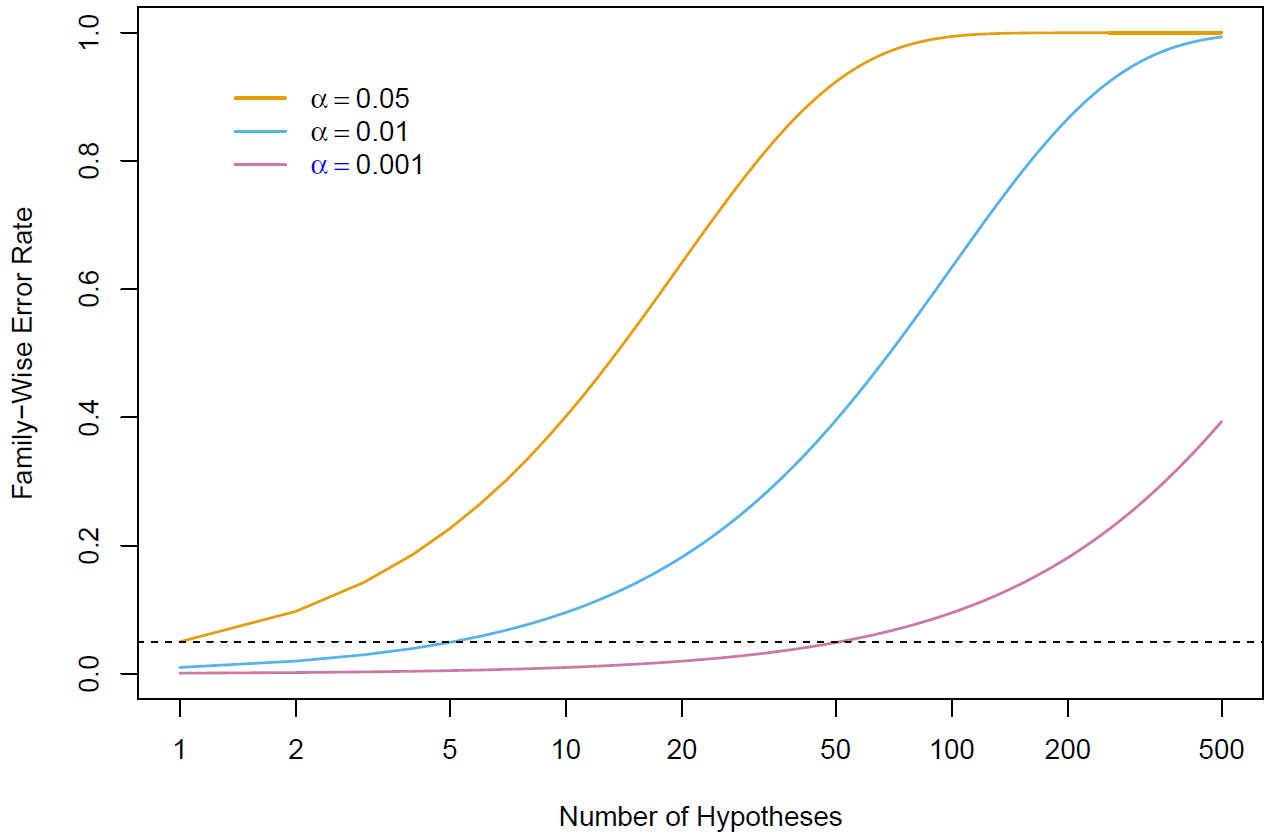 α = 0.05
α = 0.01
α = 0.001
Family−Wise Error Rate
1.0
0.8
0.6
0.4
0.2
0.0
1 2 5 10 20 50 100 200 500
Number of Hypotheses